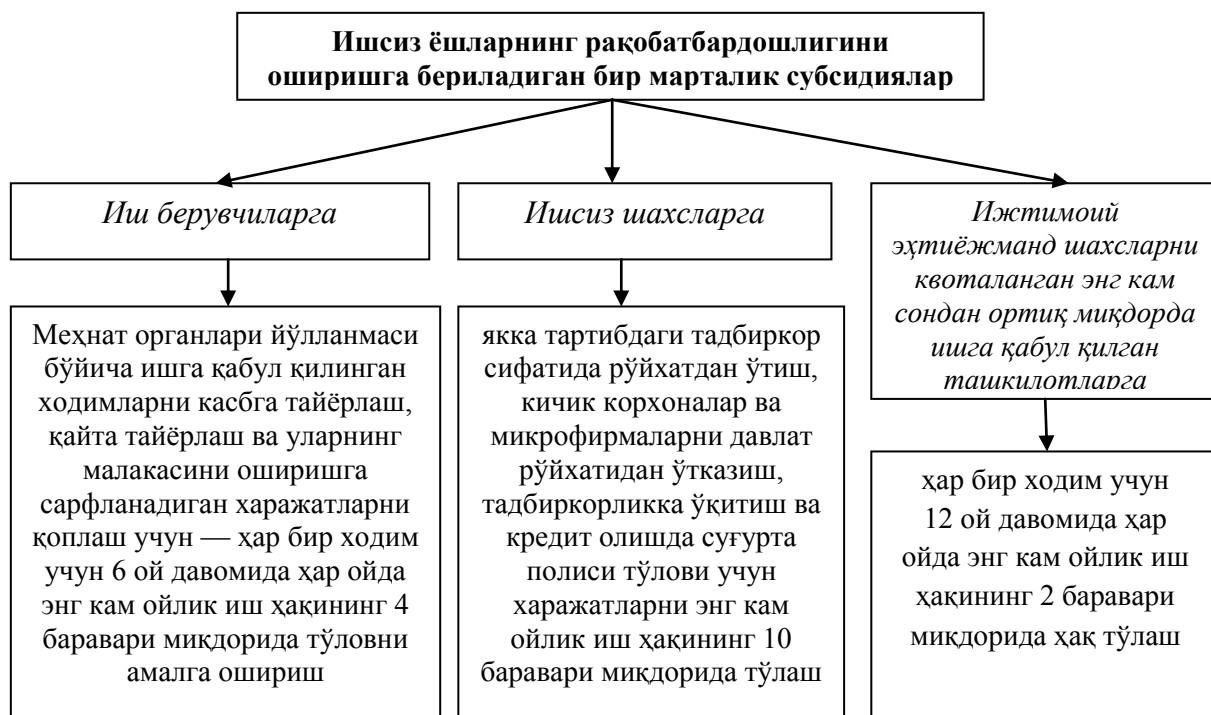 Ишсиз ёшларнинг рақобатбардошлигини
оширишга бериладиган бир марталик субсидиялар
Иш берувчиларга
Меҳнат органлари йўлланмаси
бўйича ишга қабул қилинган
ходимларни касбга тайёрлаш,
қайта тайёрлаш ва уларнинг
малакасини оширишга
сарфланадиган харажатларни
қоплаш учун — ҳар бир ходим
учун 6 ой давомида ҳар ойда
энг кам ойлик иш ҳақининг 4
баравари миқдорида тўловни
амалга ошириш
Ишсиз шахсларга
якка тартибдаги тадбиркор
сифатида рўйхатдан ўтиш,
кичик корхоналар ва
микрофирмаларни давлат
рўйхатидан ўтказиш,
тадбиркорликка ўқитиш ва
кредит олишда суғурта
полиси тўлови учун
харажатларни энг кам
ойлик иш ҳақининг 10
баравари миқдорида тўлаш
Ижтимоий
эҳтиёжманд шахсларни
квоталанган энг кам
сондан ортиқ миқдорда
ишга қабул қилган
ташкилотларга
ҳар бир ходим учун
12 ой давомида ҳар
ойда энг кам ойлик иш
ҳақининг 2 баравари
миқдорида ҳақ тўлаш